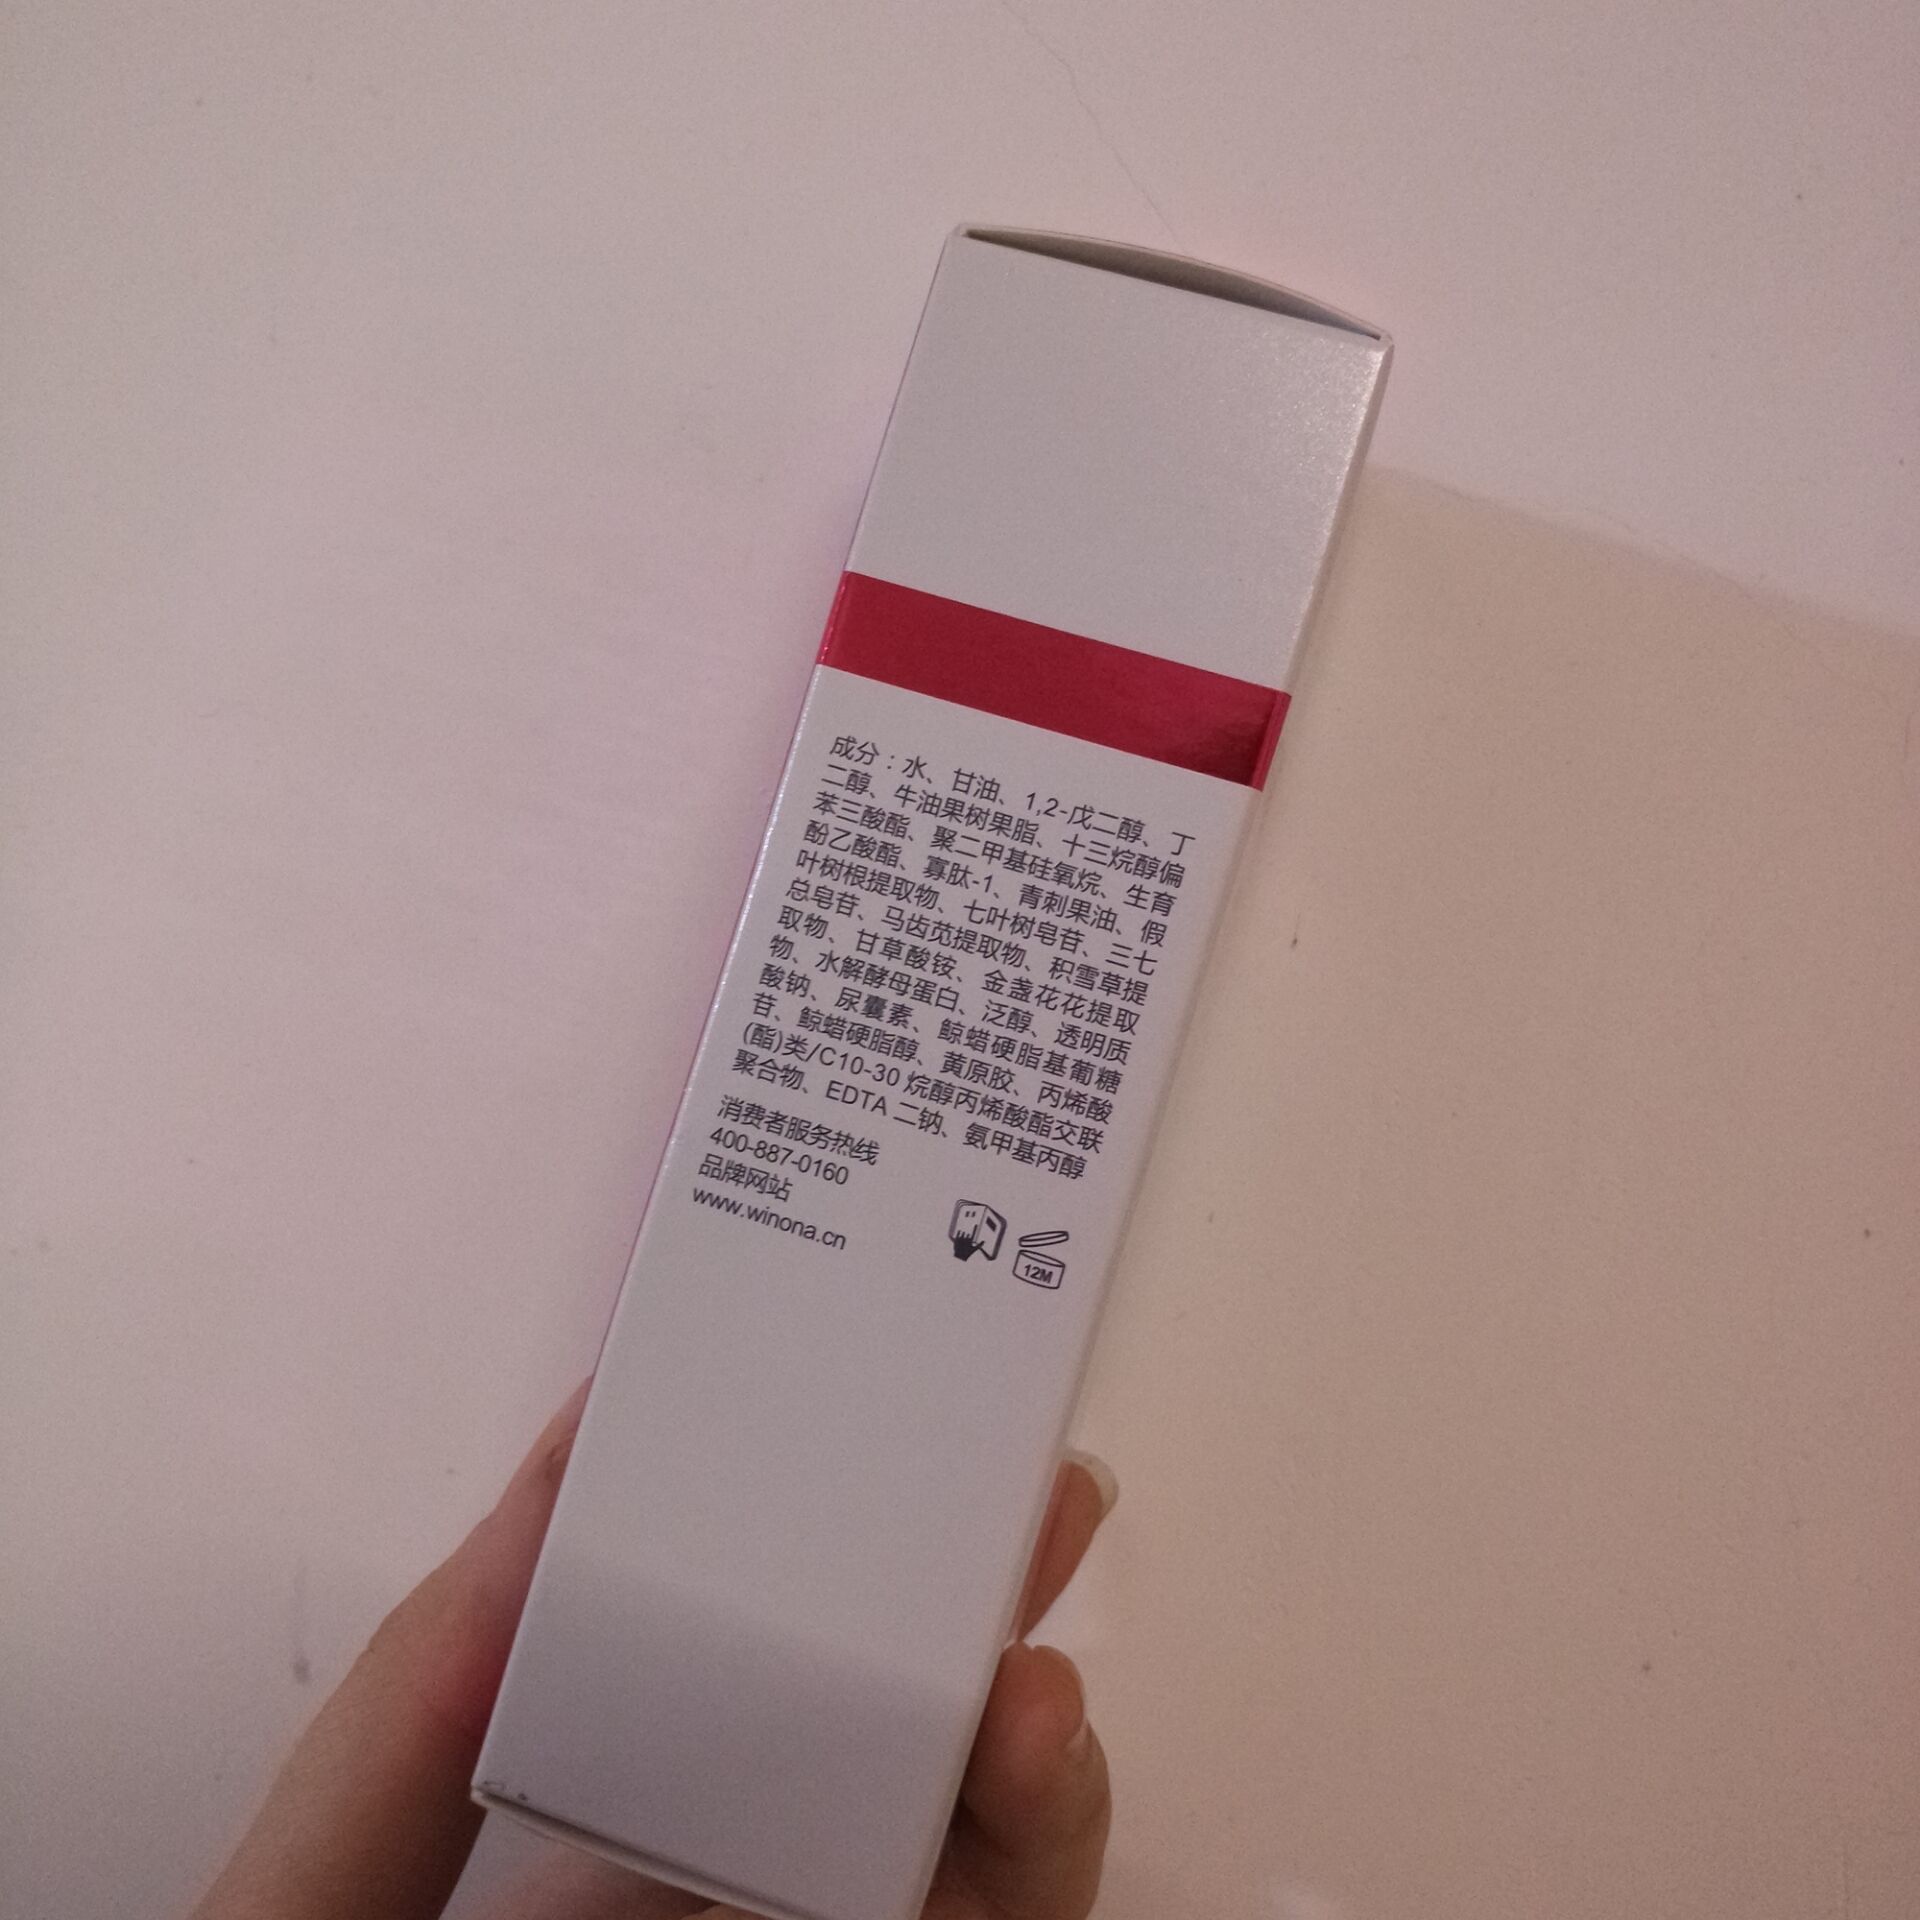 成分：水、甘油、1,2-戊二醇、丁
二醇、牛油果树果脂、十三烷醇偏
苯三酸酯、聚二甲基硅氧烷、生育
酚乙酸酯、寡肽-1、青刺果油、假
叶树根提取物、七叶树皂苷、三七
总皂苷、马齿苋提取物、积雪草提
取物、甘草酸铵、金盏花花提取
物、水解酵母蛋白、泛醇、透明质
酸钠、尿囊素、鲸蜡硬脂基葡糖
苷、鲸蜡硬脂醇、黄原胶、丙烯酸
(酯)类/C10-30 烷醇丙烯酸酯交联
聚合物、EDTA 二钠、氨甲基丙醇
消费者服务热线
400-887-0160
品牌网站
www.winona.cn
12M